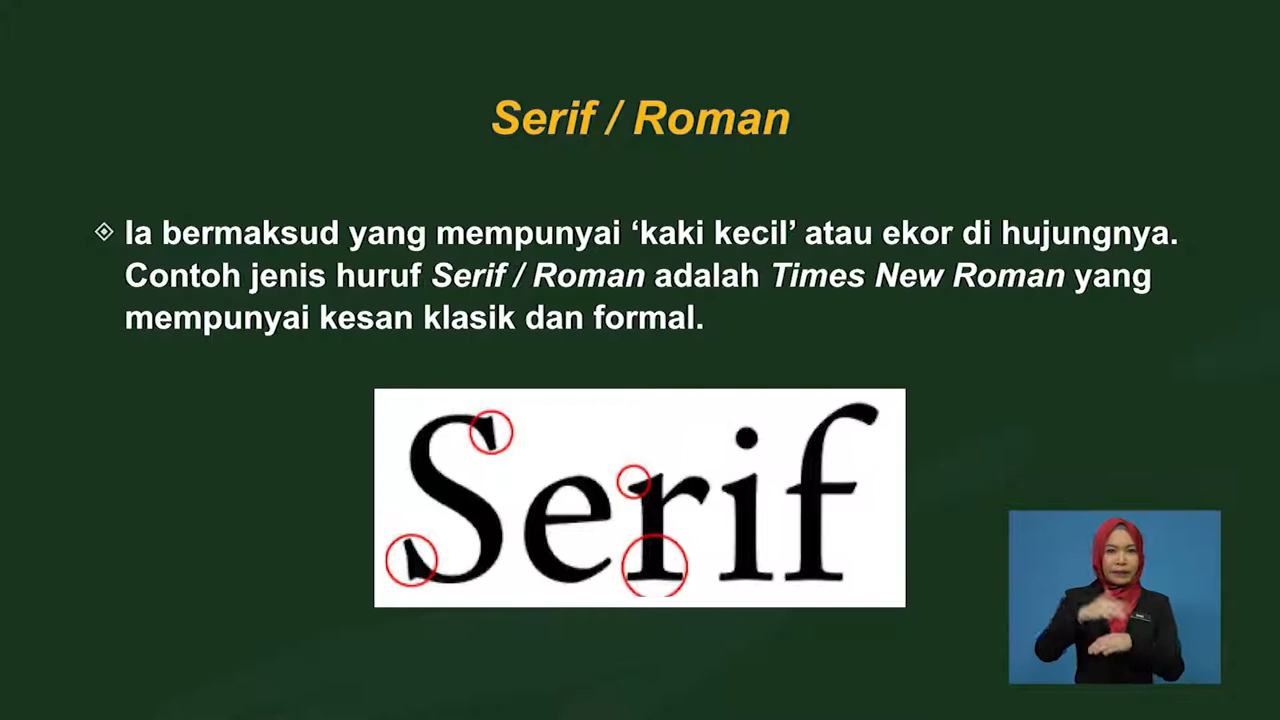 Serif / Roman
Ia bermaksud yang mempunyai ‘kaki kecil’ atau ekor di hujungnya.
Contoh jenis huruf Serif / Roman adalah Times New Roman yang
mempunyai kesan klasik dan formal.
Serif